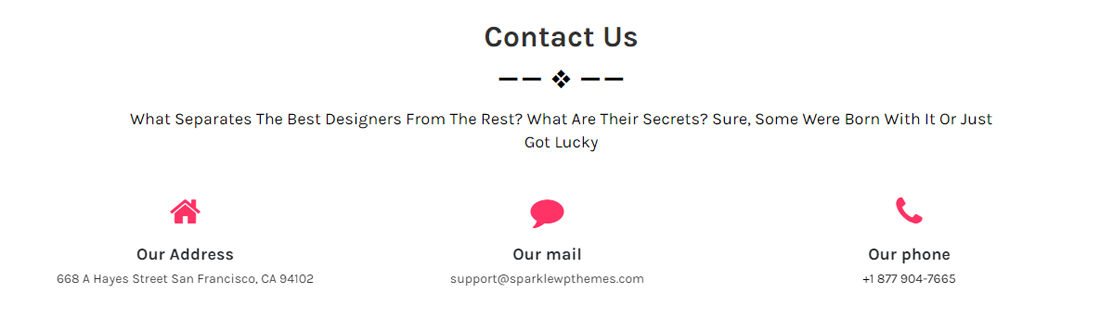 Contact Us
What Separates The Best Designers From The Rest? What Are Their Secrets? Sure, Some Were Born With It Or Just
Got Lucky
Our Address
668 A Hayes Street San Francisco, CA 94102
Our mail
support@sparklewpthemes.com
Our phone
+1 877 904-7665